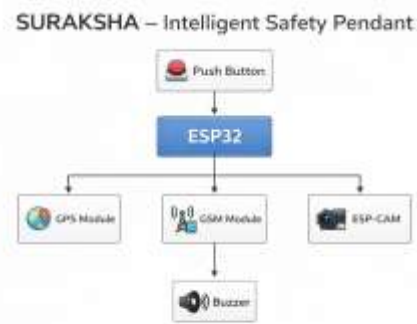 SURAKSHA – Intelligent Safety Pendant
Push Button
ESP32
GPS Module
GSM Module
ESP-CAM
Buzzer